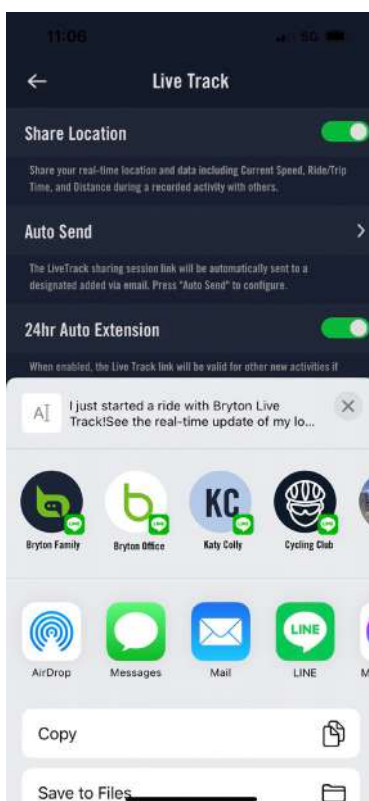 11:06
5G
Live Track
Share Location
Share your real-time location and data including Current Speed, Ride/Trip
Time, and Distance during a recorded activity with others.
Auto Send
The LiveTrack sharing session link will be automatically sent to a
designated added via email. Press "Auto Send" to configure.
24hr Auto Extension
When enabled, the Live Track link will be valid for other new activities if
A
I just started a ride with Bryton Live
Track!See the real-time update of my lo...
KC
Bryton Family
Bryton Office
Katy Colly
Cycling Club
LINE
AirDrop
Messages
Mail
LINE
M
Copy
Save to Files